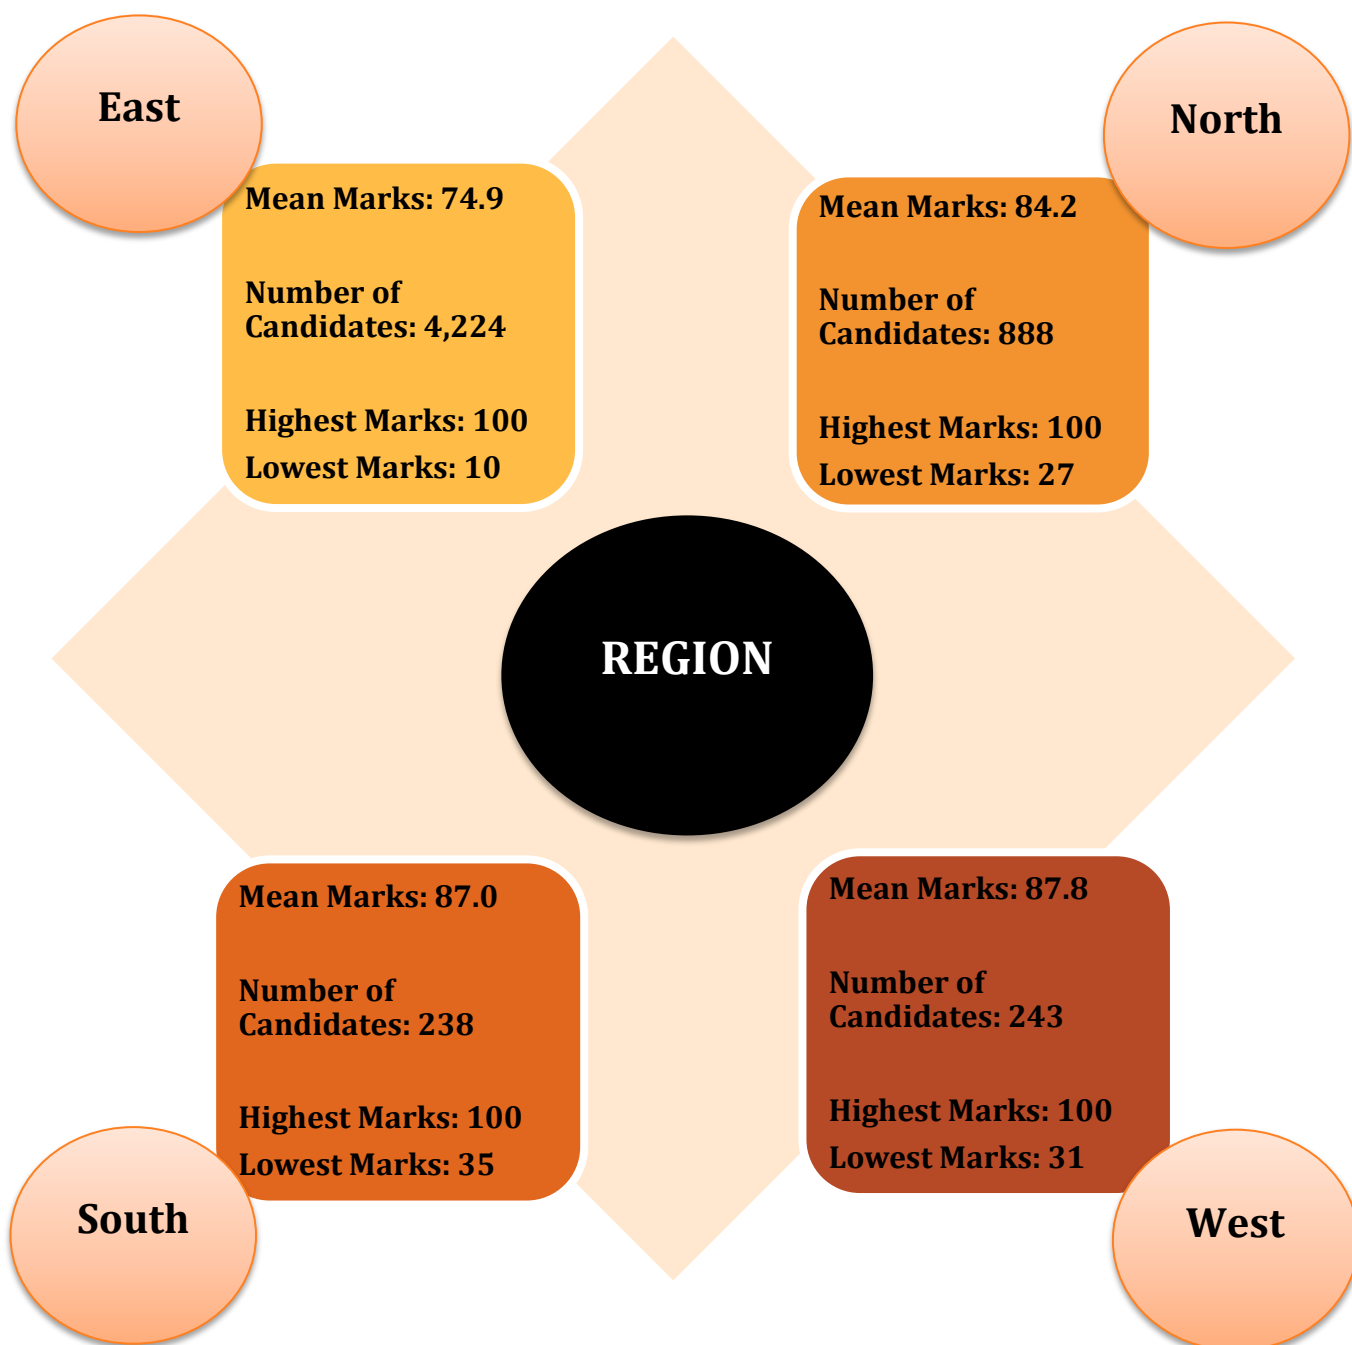 East
Mean Marks: 74.9
Number of
Candidates: 4,224
Highest Marks: 100
Lowest Marks: 10
North
Mean Marks: 84.2
Number of
Candidates: 888
Highest Marks: 100
Lowest Marks: 27
REGION
Mean Marks: 87.0
Number of
Candidates: 238
Highest Marks: 100
Lowest Marks: 35
South
Mean Marks: 87.8
Number of
Candidates: 243
Highest Marks: 100
Lowest Marks: 31
West